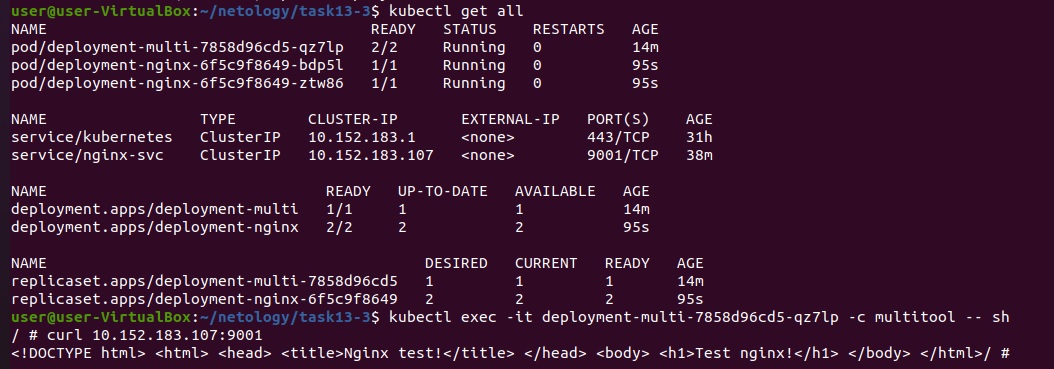 user@user-VirtualBox:~/netology/task13-3$ kubectl get all
NAME                                    READY   STATUS    RESTARTS   AGE
pod/deployment-multi-7858d96cd5-qz7lp   2/2     Running   0          14m
pod/deployment-nginx-6f5c9f8649-bdp5l   1/1     Running   0          95s
pod/deployment-nginx-6f5c9f8649-ztw86   1/1     Running   0          95s
NAME                 TYPE        CLUSTER-IP       EXTERNAL-IP   PORT(S)    AGE
service/kubernetes   ClusterIP   10.152.183.1     <none>        443/TCP    31h
service/nginx-svc    ClusterIP   10.152.183.107   <none>        9001/TCP   38m
NAME                               READY   UP-TO-DATE   AVAILABLE   AGE
deployment.apps/deployment-multi   1/1     1            1           14m
deployment.apps/deployment-nginx   2/2     2            2           95s
NAME                                          DESIRED   CURRENT   READY   AGE
replicaset.apps/deployment-multi-7858d96cd5   1         1         1       14m
replicaset.apps/deployment-nginx-6f5c9f8649   2         2         2       95s
user@user-VirtualBox:~/netology/task13-3$ kubectl exec -it deployment-multi-7858d96cd5-qz7lp -c multitool -- sh
/ # curl 10.152.183.107:9001
<!DOCTYPE html> <html> <head> <title>Nginx test!</title> </head> <body> <h1>Test nginx!</h1> </body> </html>/ #